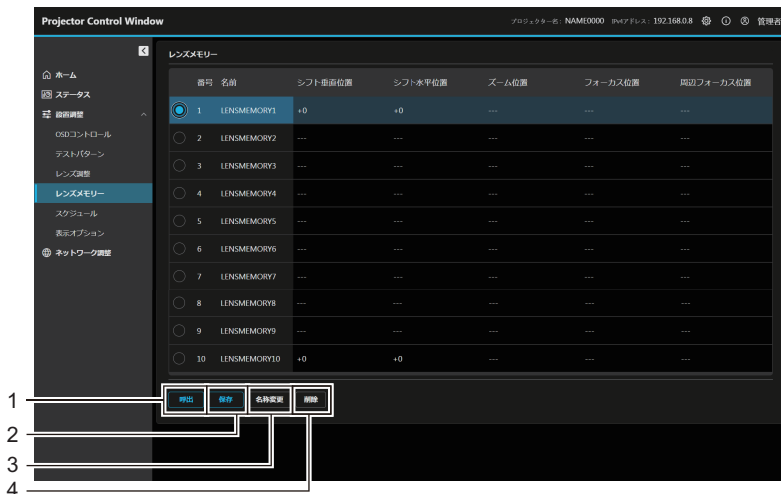 Projector Control Window プロジェクター名: NAME0000 IPv4アドレス: 192.168.0.8 管理者
レンズメモリー
ホーム
ステータス
設置調整
OSDコントロール
テストパターン
レンズ調整
レンズメモリー
スケジュール
表示オプション
ネットワーク調整
番号 名前 シフト垂直位置 シフト水平位置 ズーム位置 フォーカス位置 周辺フォーカス位置
1 LENSMEMORY1 +0 +0 --- --- ---
2 LENSMEMORY2 --- --- --- --- ---
3 LENSMEMORY3 --- --- --- --- ---
4 LENSMEMORY4 --- --- --- --- ---
5 LENSMEMORY5 --- --- --- --- ---
6 LENSMEMORY6 --- --- --- --- ---
7 LENSMEMORY7 --- --- --- --- ---
8 LENSMEMORY8 --- --- --- --- ---
9 LENSMEMORY9 --- --- --- --- ---
10 LENSMEMORY10 +0 +0 --- --- ---
呼出 保存 名称変更 削除
1
2
3
4